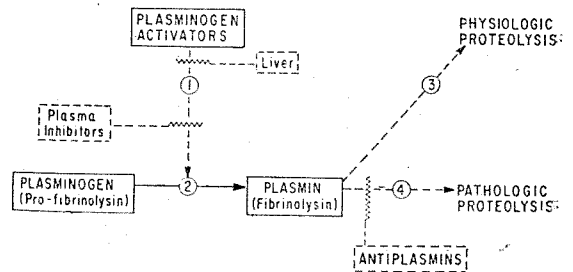 PLASMINOGEN
ACTIVATORS
PHYSIOLOGIC
PROTEOLYSIS
Liver
1
3
Plasma
Inhibitors
PLASMINOGEN
(Pro-fibrinolysin)
2
PLASMIN
(Fibrinolysin)
4
PATHOLOGIC
PROTEOLYSIS
ANTIPLASMINS